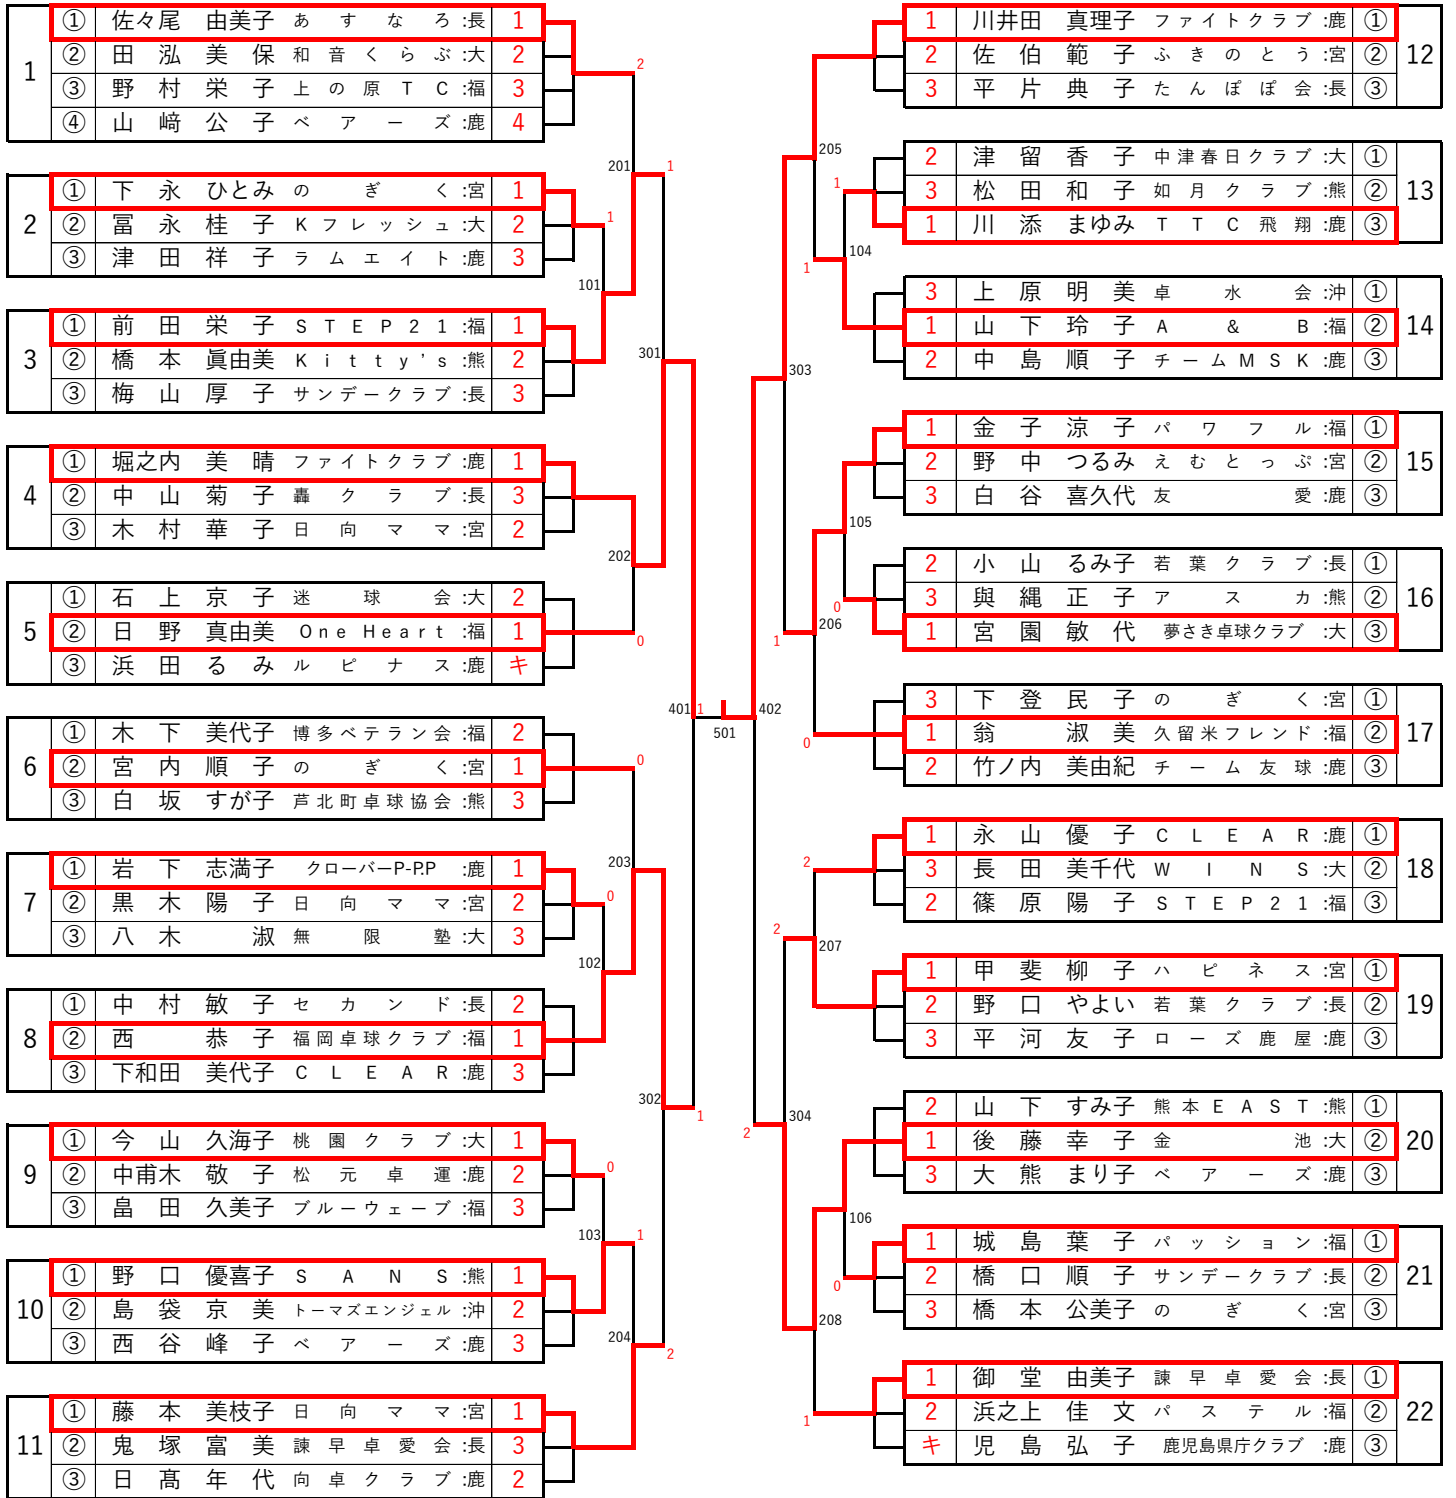 1
① 佐々尾 由美子 あすなろ :長 1
② 田泓美保 和音くらぶ :大 2
③ 野村栄子 上の原TC :福 3
④ 山﨑公子 ベアーズ :鹿 4
2
① 下永ひとみ のぎく :宮 1
② 冨永桂子 Kフレッシュ :大 2
③ 津田祥子 ラムエイト :鹿 3
3
① 前田栄子 STEP21 :福 1
② 橋本眞由美 Kitty's :熊 2
③ 梅山厚子 サンデークラブ :長 3
4
① 堀之内 美晴 ファイトクラブ :鹿 1
② 中山菊子 轟クラブ :長 3
③ 木村華子 日向ママ :宮 2
5
① 石上京子 迷球会 :大 2
② 日野真由美 One Heart :福 1
③ 浜田るみ ルピナス :鹿 キ
6
① 木下美代子 博多ベテラン会 :福 2
② 宮内順子 のぎく :宮 1
③ 白坂すが子 芦北町卓球協会 :熊 3
7
① 岩下志満子 クローバーP-P.P :鹿 1
② 黒木陽子 日向ママ :宮 2
③ 八木淑 無限塾 :大 3
8
① 中村敏子 セカンド :長 2
② 西恭子 福岡卓球クラブ :福 1
③ 下和田 美代子 CLEAR :鹿 3
9
① 今山久海子 桃園クラブ :大 1
② 中甫木 敬子 松元卓運 :鹿 2
③ 畠田久美子 ブルーウェーブ :福 3
10
① 野口優喜子 SANS :熊 1
② 島袋京美 トーマズエンジェル :沖 2
③ 西谷峰子 ベアーズ :鹿 3
11
① 藤本美枝子 日向ママ :宮 1
② 鬼塚富美 諫早卓愛会 :長 3
③ 日髙年代 向卓クラブ :鹿 2
2
201
1
1
101
301
202
0
401
1
501
402
0
203
0
102
302
1
0
103
1
204
2
205
1
104
1
303
105
0
206
1
0
2
2
207
304
2
106
0
208
1
1 川井田 真理子 ファイトクラブ :鹿 ①
2 佐伯範子 ふきのとう :宮 ②
3 平片典子 たんぽぽ会 :長 ③
12
2 津留香子 中津春日クラブ :大 ①
3 松田和子 如月クラブ :熊 ②
1 川添まゆみ TTC飛翔 :鹿 ③
13
3 上原明美 卓水会 :沖 ①
1 山下玲子 A&B :福 ②
2 中島順子 チームMSK :鹿 ③
14
1 金子涼子 パワフル :福 ①
2 野中つるみ えむとっぷ :宮 ②
3 白谷喜久代 友愛 :鹿 ③
15
2 小山るみ子 若葉クラブ :長 ①
3 與縄正子 アスカ :熊 ②
1 宮園敏代 夢さき卓球クラブ :大 ③
16
3 下登民子 のぎく :宮 ①
1 翁淑美 久留米フレンド :福 ②
2 竹ノ内 美由紀 チーム友球 :鹿 ③
17
1 永山優子 CLEAR :鹿 ①
3 長田美千代 WINS :大 ②
2 篠原陽子 STEP21 :福 ③
18
1 甲斐柳子 ハピネス :宮 ①
2 野口やよい 若葉クラブ :長 ②
3 平河友子 ローズ鹿屋 :鹿 ③
19
2 山下すみ子 熊本EAST :熊 ①
1 後藤幸子 金池 :大 ②
3 大熊まり子 ベアーズ :鹿 ③
20
1 城島葉子 パッション :福 ①
2 橋口順子 サンデークラブ :長 ②
3 橋本公美子 のぎく :宮 ③
21
1 御堂由美子 諫早卓愛会 :長 ①
2 浜之上 佳文 パステル :福 ②
キ 児島弘子 鹿児島県庁クラブ :鹿 ③
22